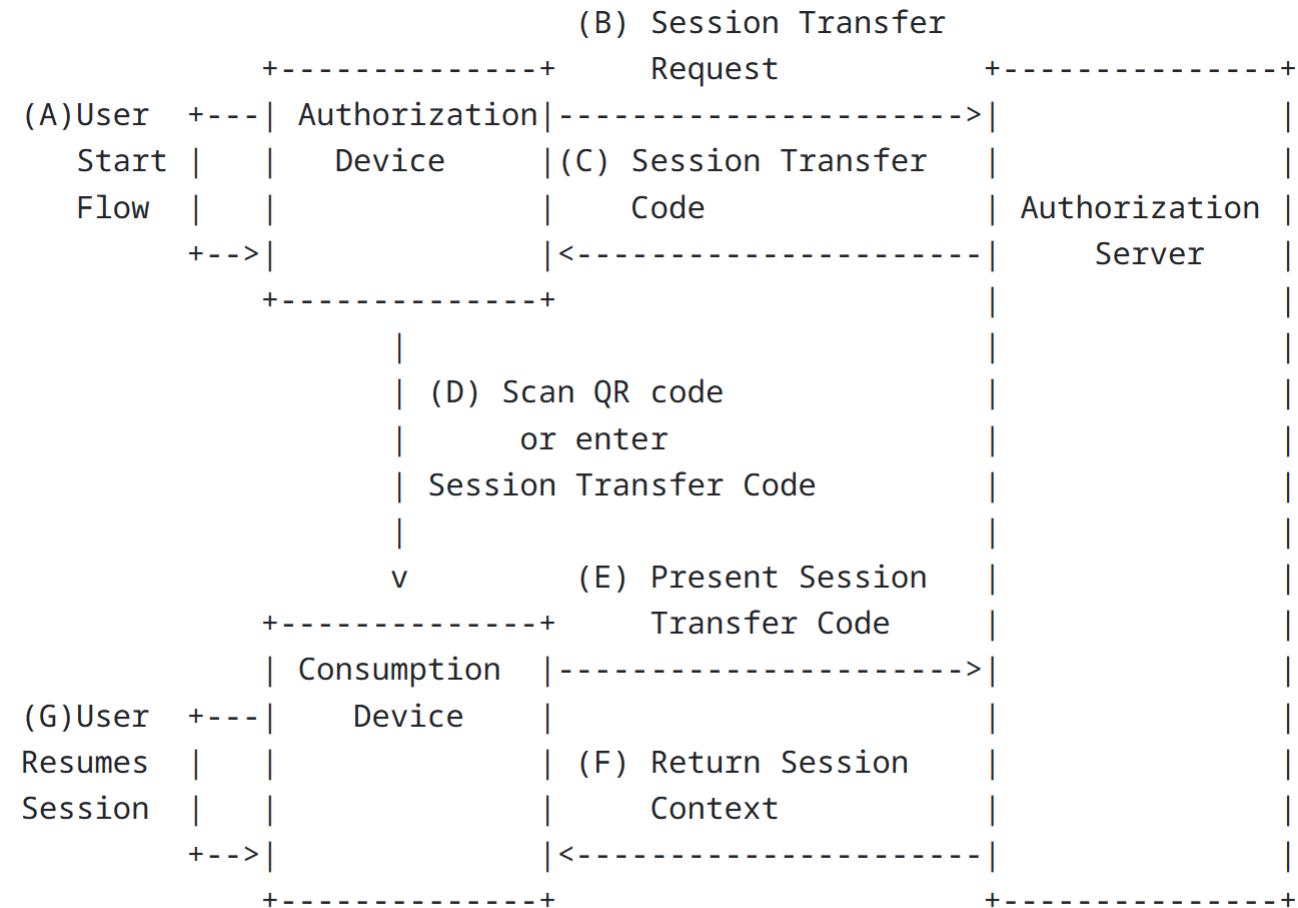 (B) Session Transfer
             +--------------+     Request           +---------------+
(A)User  +---| Authorization|---------------------->|               |
   Start |   |   Device     |(C) Session Transfer   |               |
   Flow  |   |              |    Code               | Authorization |
         +-->|              |<----------------------|     Server    |
             +--------------+                       |               |
                    |                               |               |
                    | (D) Scan QR code              |               |
                    |      or enter                 |               |
                    | Session Transfer Code         |               |
                    |                               |               |
                    v         (E) Present Session   |               |
             +--------------+     Transfer Code     |               |
             | Consumption  |---------------------->|               |
(G)User  +---|    Device    |                       |               |
Resumes  |   |              | (F) Return Session    |               |
Session  |   |              |     Context           |               |
         +-->|              |<----------------------|               |
             +--------------+                       +---------------+